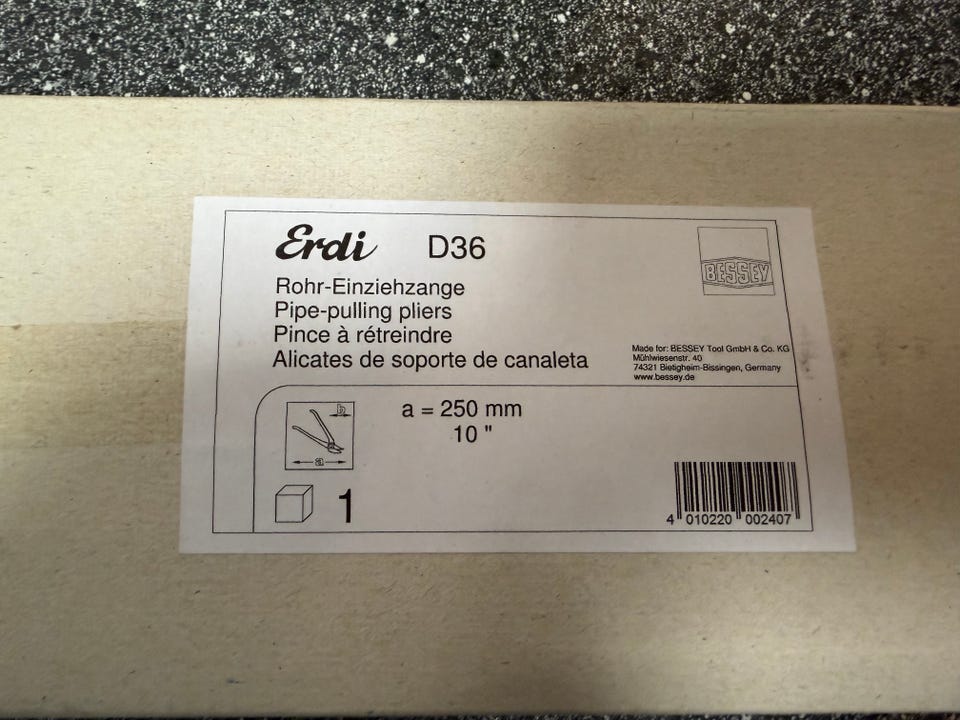 Erdi D36
BESSEY
Rohr-Einziehzange
Pipe-pulling pliers
Pince à rétreindre
Alicates de soporte de canaleta
Made for: BESSEY Tool GmbH & Co. KG
Mühlwiesenstr. 40
74321 Bietigheim-Bissingen, Germany
www.bessey.de
b
a
a = 250 mm
10 "
1
4 010220 002407